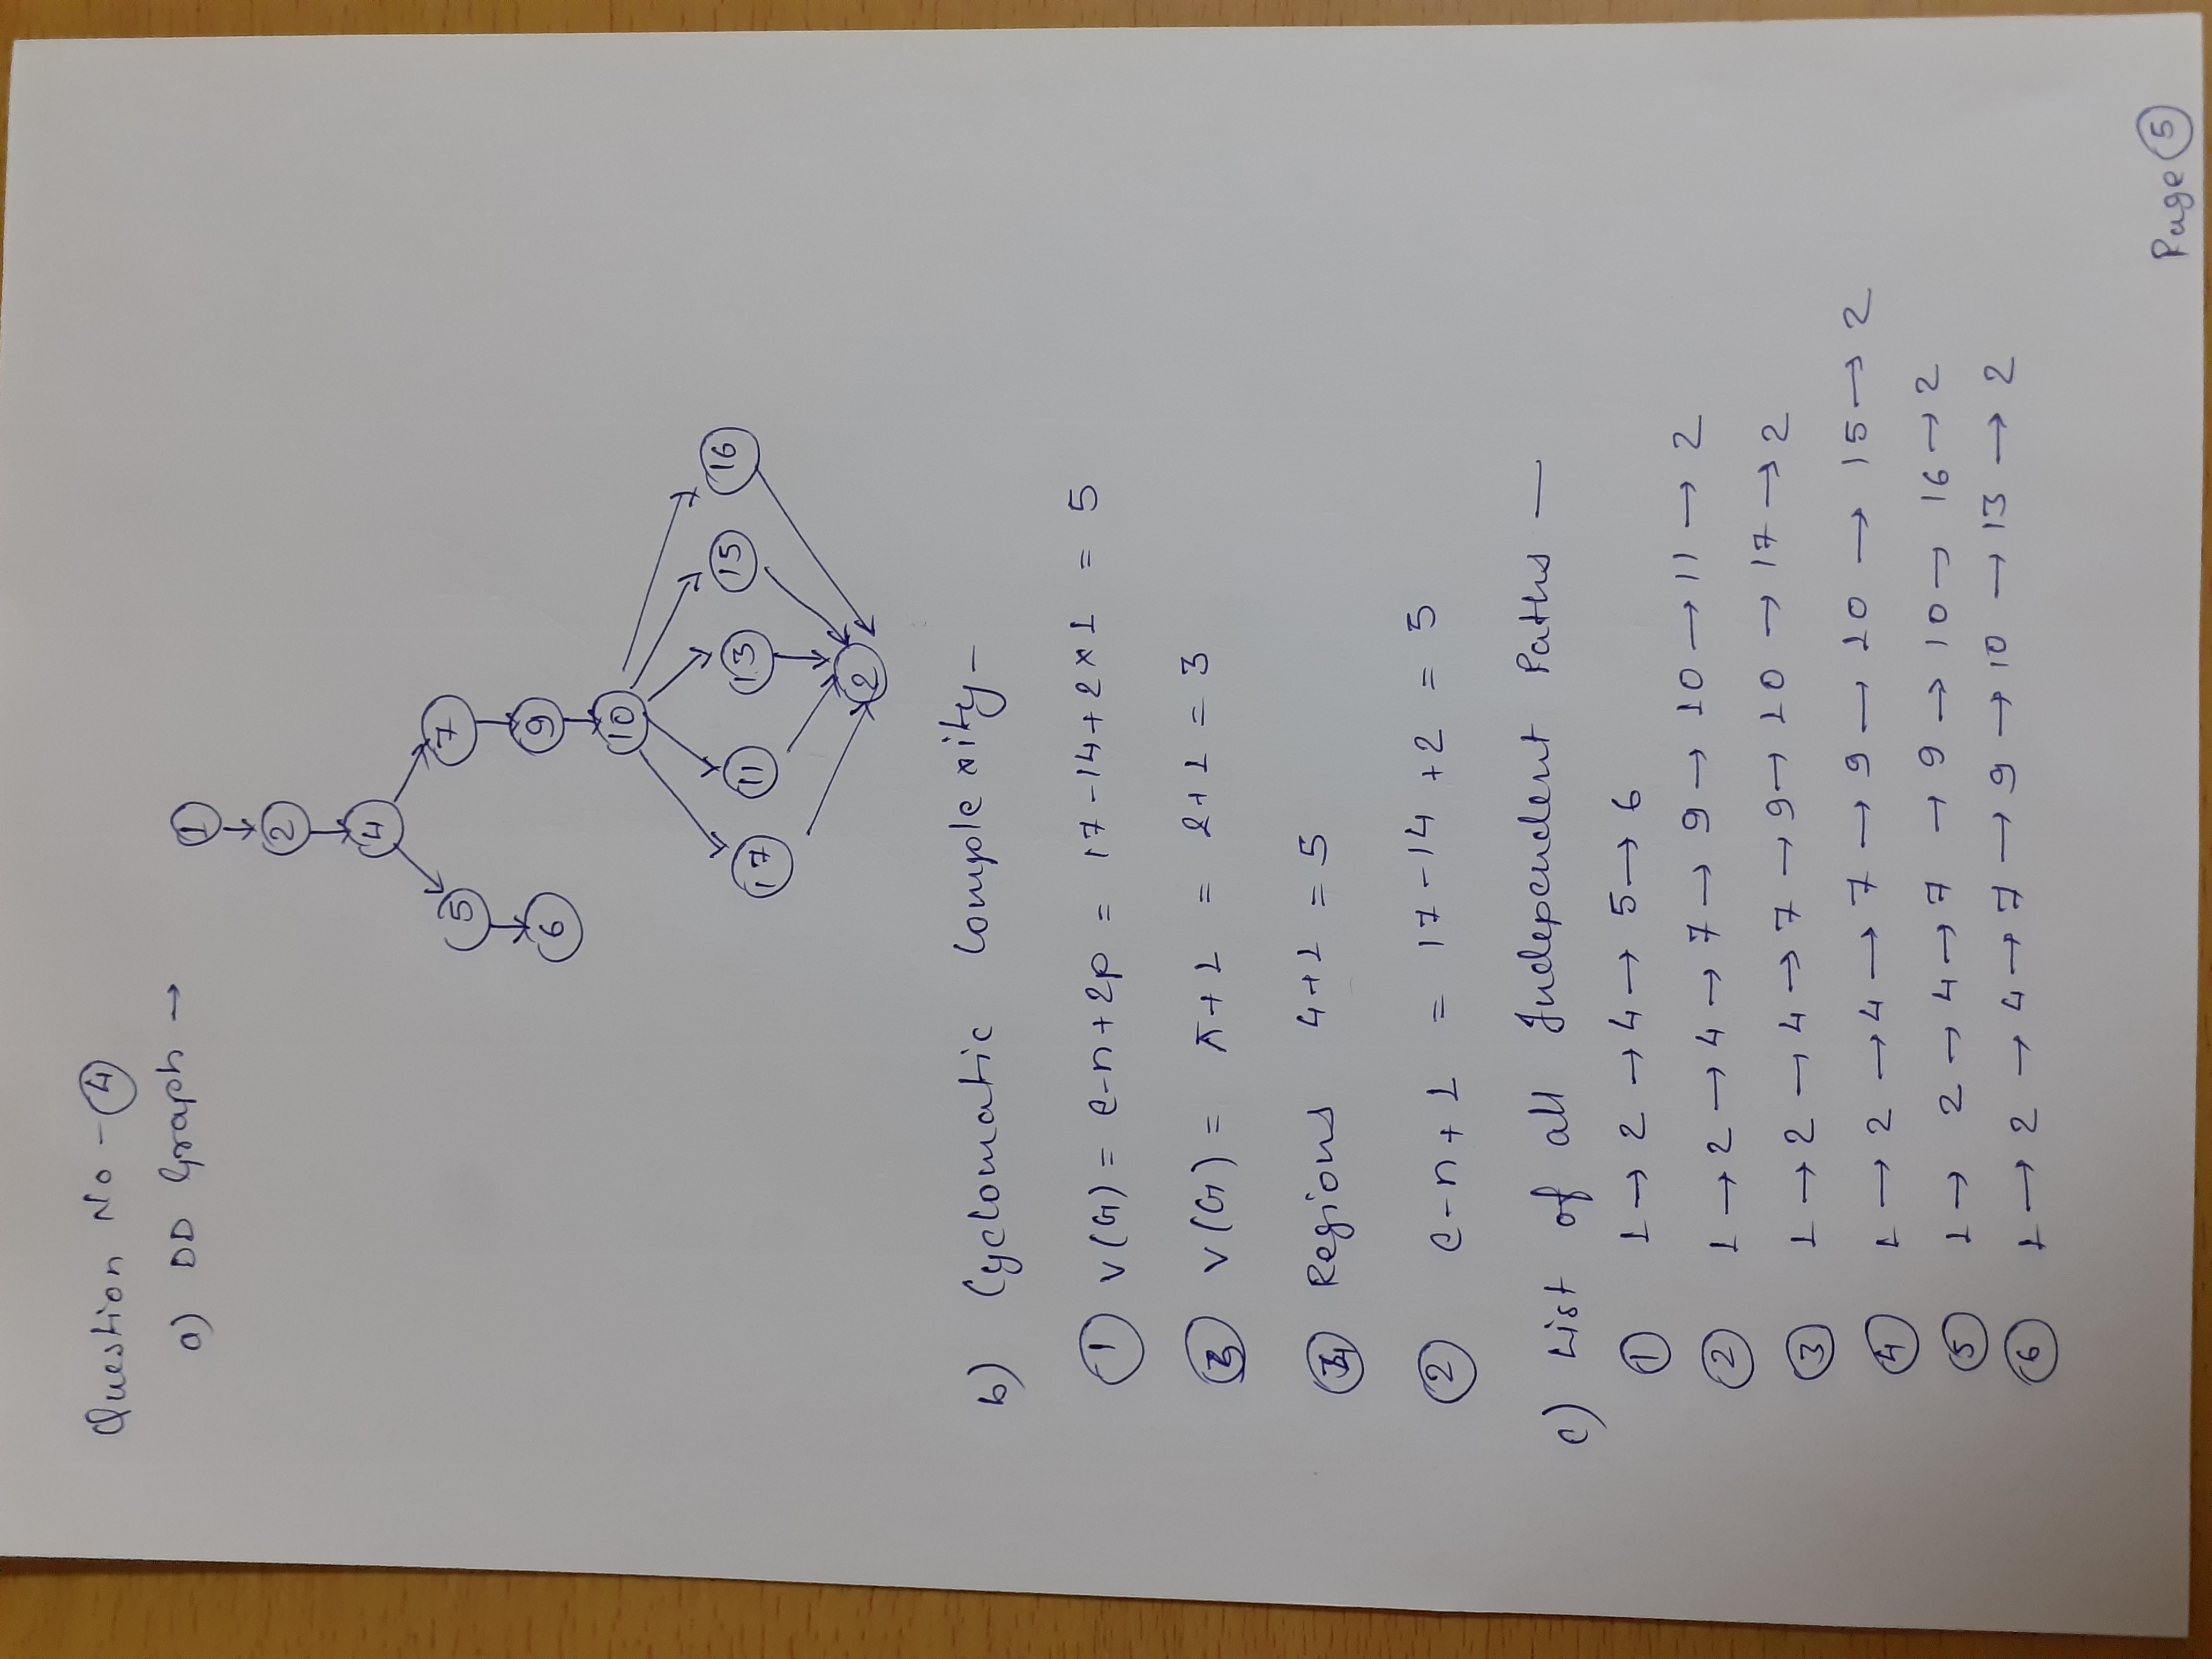 Question No - 4
a) DD Graph →
1
2
4
5
7
6
9
10
17
11
13
15
16
2
b) Cyclomatic Complexity -
1 V(G) = e-n+2p = 17-14+2×1 = 5
3 V(G) = π+1 = 2+1 = 3
4 Regions 4+1 = 5
2 e-n+1 = 17-14+2 = 5
c) List of all Independent Paths —
1 1→2→4→5→6
2 1→2→4→7→9→10→11→2
3 1→2→4→7→9→10→17→2
4 1→2→4→7→9→10→15→2
5 1→2→4→7→9→10→16→2
6 1→2→4→7→9→10→13→2
Page 5